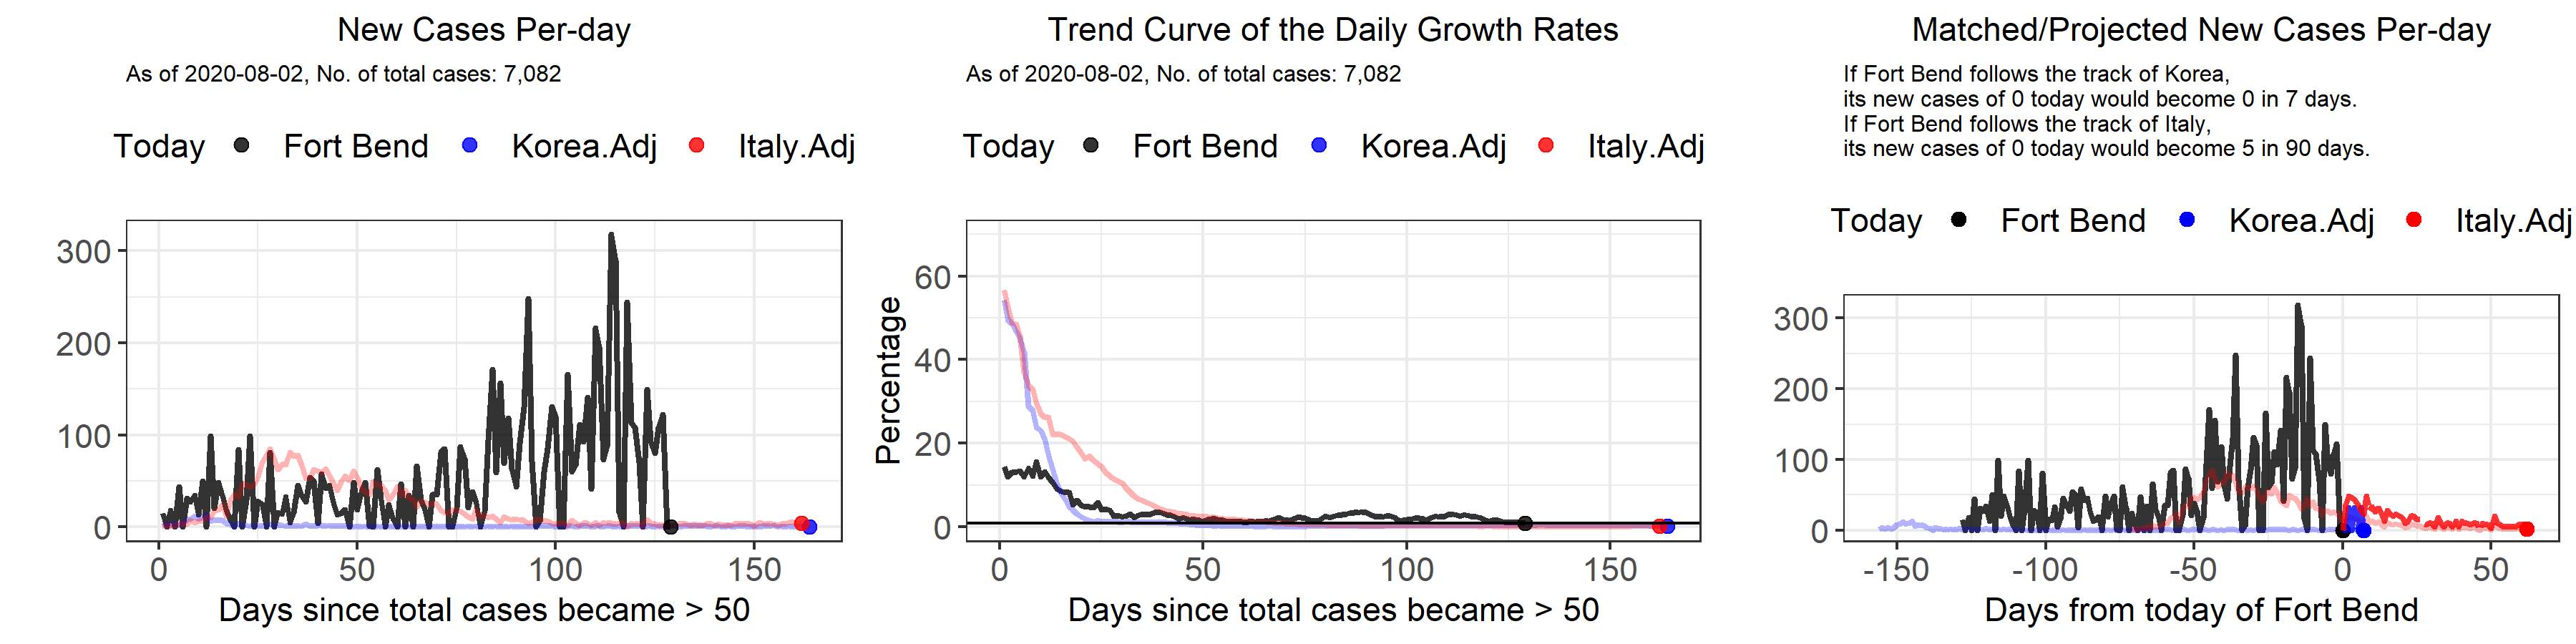 New Cases Per-day
As of 2020-08-02, No. of total cases: 7,082
Today Fort Bend Korea.Adj Italy.Adj
300
200
100
0
0 50 100 150
Days since total cases became > 50
Trend Curve of the Daily Growth Rates
As of 2020-08-02, No. of total cases: 7,082
Today Fort Bend Korea.Adj Italy.Adj
Percentage
60
40
20
0
0 50 100 150
Days since total cases became > 50
Matched/Projected New Cases Per-day
If Fort Bend follows the track of Korea,
its new cases of 0 today would become 0 in 7 days.
If Fort Bend follows the track of Italy,
its new cases of 0 today would become 5 in 90 days.
Today Fort Bend Korea.Adj Italy.Adj
300
200
100
0
-150 -100 -50 0 50
Days from today of Fort Bend